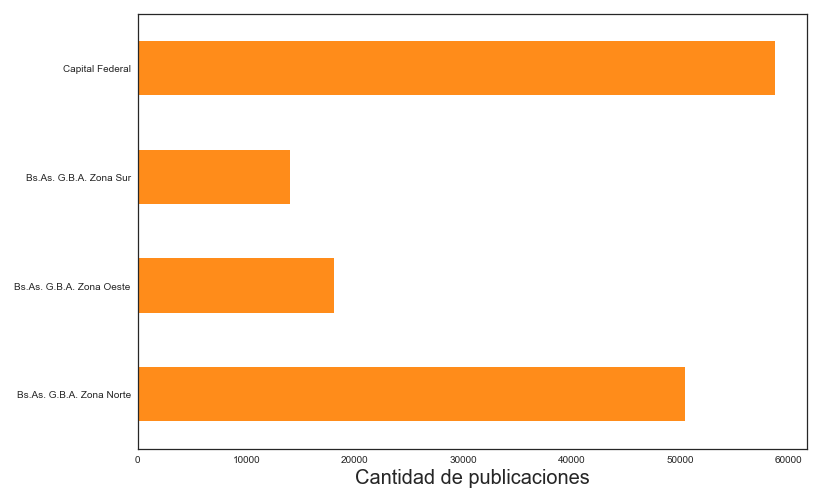 Capital Federal
Bs.As. G.B.A. Zona Sur
Bs.As. G.B.A. Zona Oeste
Bs.As. G.B.A. Zona Norte
0 10000 20000 30000 40000 50000 60000
Cantidad de publicaciones